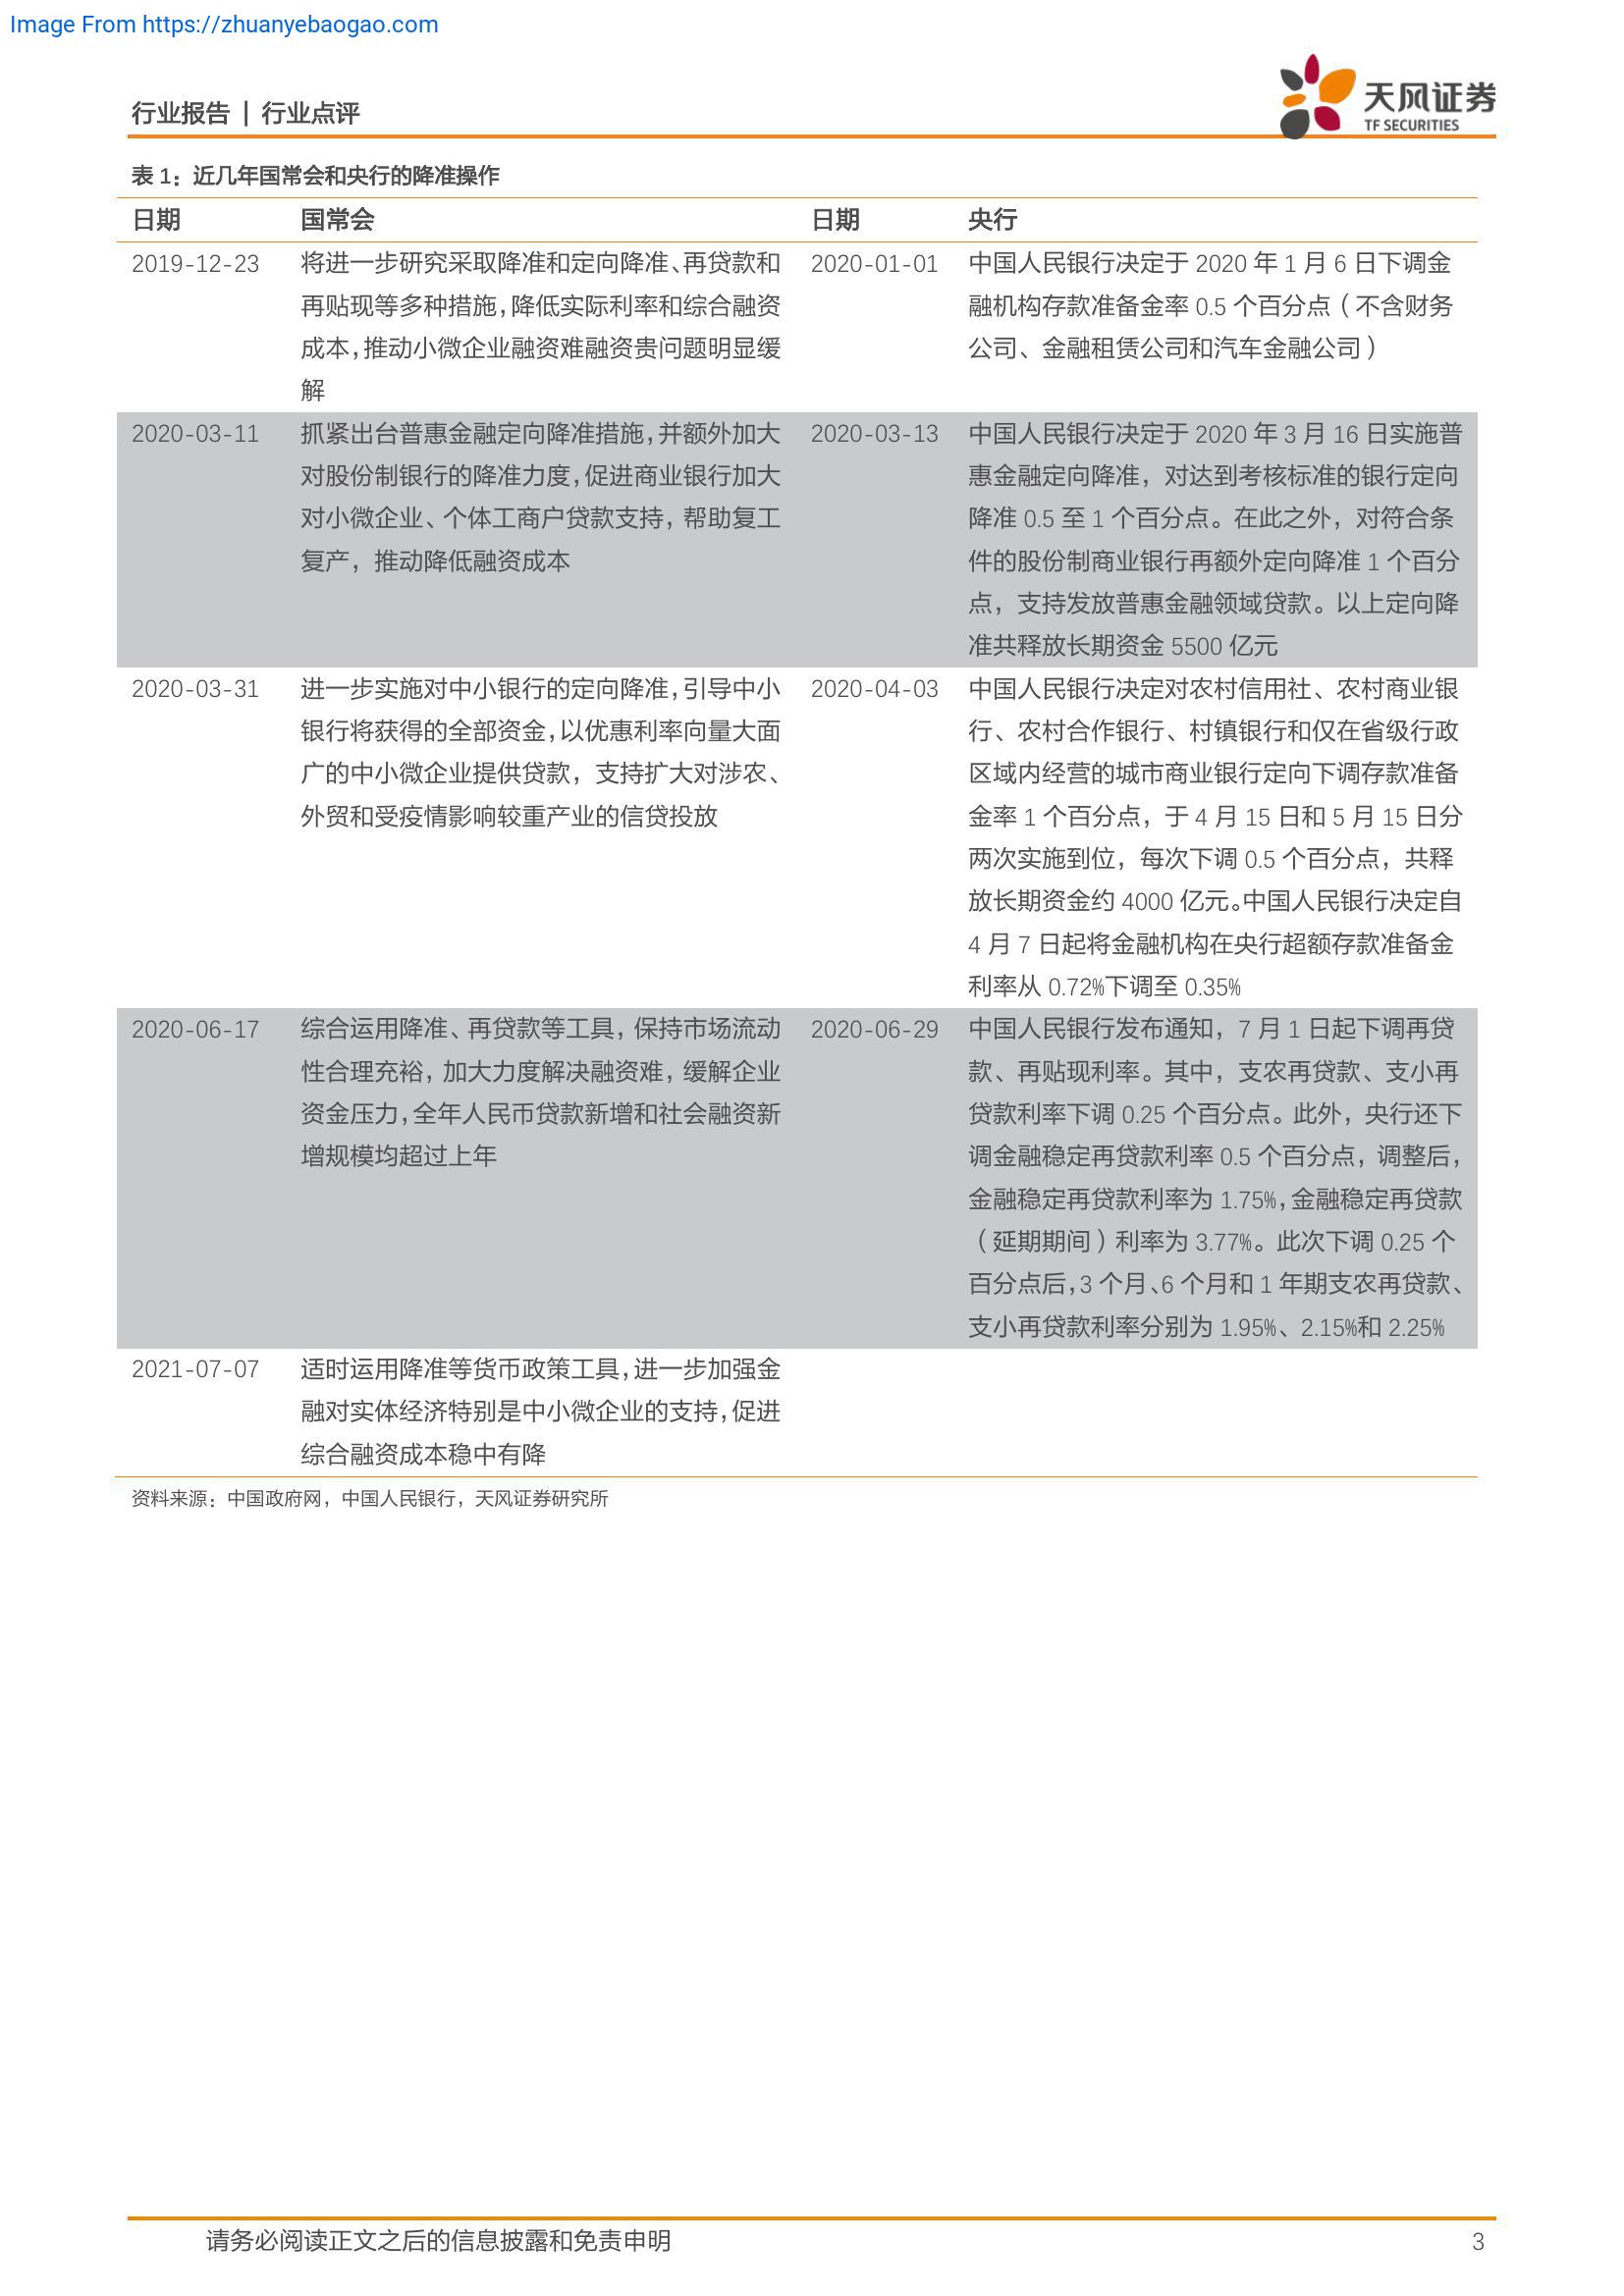 Image From https://zhuanyebaogao.com
行业报告 | 行业点评
天风证券
TF SECURITIES
表 1：近几年国常会和央行的降准操作
日期 国常会 日期 央行
2019-12-23 将进一步研究采取降准和定向降准、再贷款和 2020-01-01 中国人民银行决定于 2020 年 1 月 6 日下调金
再贴现等多种措施，降低实际利率和综合融资 融机构存款准备金率 0.5 个百分点（不含财务
成本，推动小微企业融资难融资贵问题明显缓 公司、金融租赁公司和汽车金融公司）
解
2020-03-11 抓紧出台普惠金融定向降准措施，并额外加大 2020-03-13 中国人民银行决定于 2020 年 3 月 16 日实施普
对股份制银行的降准力度，促进商业银行加大 惠金融定向降准，对达到考核标准的银行定向
对小微企业、个体工商户贷款支持，帮助复工 降准 0.5 至 1 个百分点。在此之外，对符合条
复产，推动降低融资成本 件的股份制商业银行再额外定向降准 1 个百分
点，支持发放普惠金融领域贷款。以上定向降
准共释放长期资金 5500 亿元
2020-03-31 进一步实施对中小银行的定向降准，引导中小 2020-04-03 中国人民银行决定对农村信用社、农村商业银
银行将获得的全部资金，以优惠利率向量大面 行、农村合作银行、村镇银行和仅在省级行政
广的中小微企业提供贷款，支持扩大对涉农、 区域内经营的城市商业银行定向下调存款准备
外贸和受疫情影响较重产业的信贷投放 金率 1 个百分点，于 4 月 15 日和 5 月 15 日分
两次实施到位，每次下调 0.5 个百分点，共释
放长期资金约 4000 亿元。中国人民银行决定自
4 月 7 日起将金融机构在央行超额存款准备金
利率从 0.72%下调至 0.35%
2020-06-17 综合运用降准、再贷款等工具，保持市场流动 2020-06-29 中国人民银行发布通知，7 月 1 日起下调再贷
性合理充裕，加大力度解决融资难，缓解企业 款、再贴现利率。其中，支农再贷款、支小再
资金压力，全年人民币贷款新增和社会融资新 贷款利率下调 0.25 个百分点。此外，央行还下
增规模均超过上年 调金融稳定再贷款利率 0.5 个百分点，调整后，
金融稳定再贷款利率为 1.75%，金融稳定再贷款
（延期期间）利率为 3.77%。此次下调 0.25 个
百分点后，3 个月、6 个月和 1 年期支农再贷款、
支小再贷款利率分别为 1.95%、2.15%和 2.25%
2021-07-07 适时运用降准等货币政策工具，进一步加强金
融对实体经济特别是中小微企业的支持，促进
综合融资成本稳中有降
资料来源：中国政府网，中国人民银行，天风证券研究所
请务必阅读正文之后的信息披露和免责申明 3